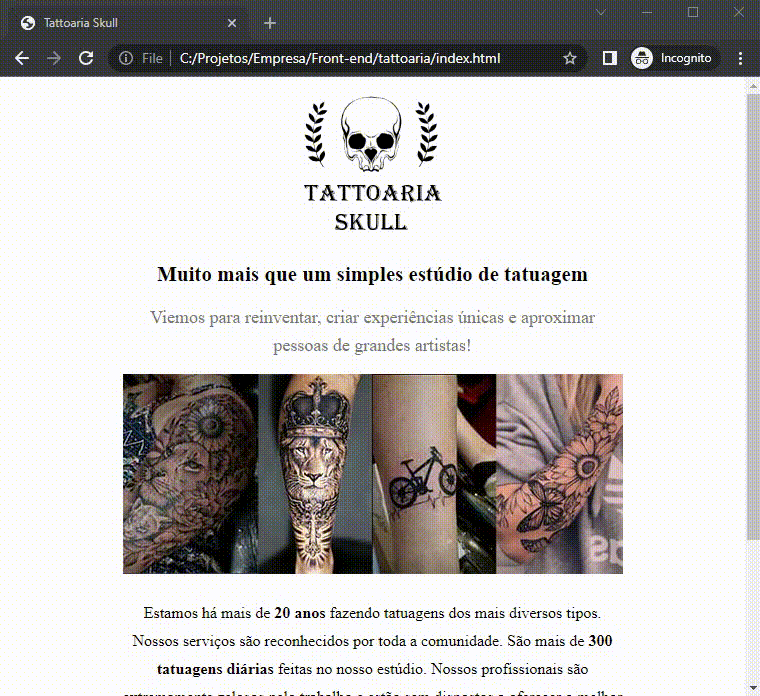 Tattoaria Skull
File
C:/Projetos/Empresa/Front-end/tattoaria/index.html
Incognito
TATTOARIA
SKULL
Muito mais que um simples estúdio de tatuagem
Viemos para reinventar, criar experiências únicas e aproximar
pessoas de grandes artistas!
Estamos há mais de 20 anos fazendo tatuagens dos mais diversos tipos.
Nossos serviços são reconhecidos por toda a comunidade. São mais de 300
tatuagens diárias feitas no nosso estúdio. Nossos profissionais são